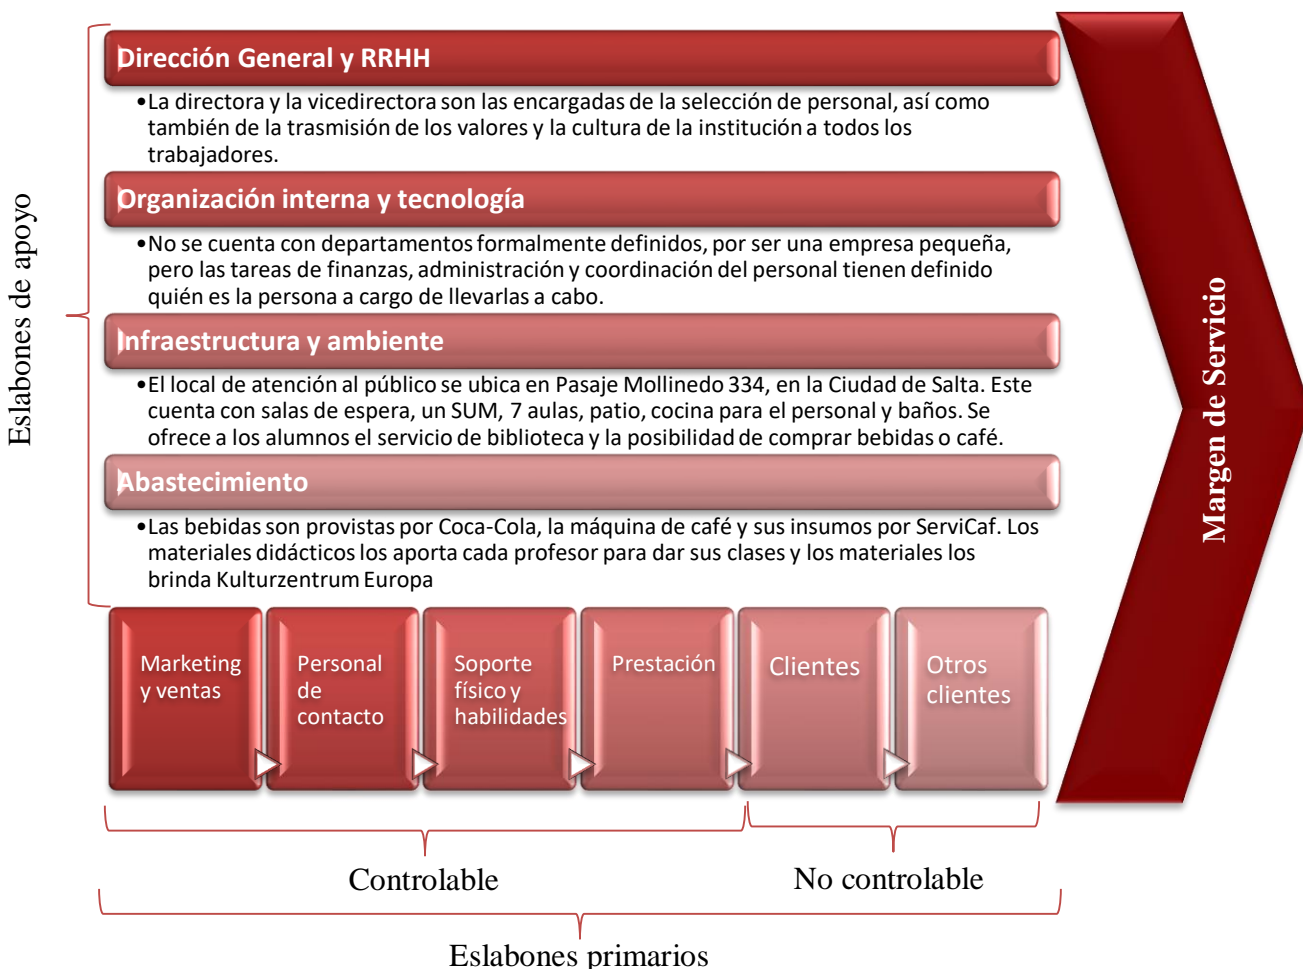 Eslabones de apoyo
Dirección General y RRHH
•La directora y la vicedirectora son las encargadas de la selección de personal, así como
también de la trasmisión de los valores y la cultura de la institución a todos los
trabajadores.
Organización interna y tecnología
•No se cuenta con departamentos formalmente definidos, por ser una empresa pequeña,
pero las tareas de finanzas, administración y coordinación del personal tienen definido
quién es la persona a cargo de llevarlas a cabo.
Infraestructura y ambiente
•El local de atención al público se ubica en Pasaje Mollinedo 334, en la Ciudad de Salta. Este
cuenta con salas de espera, un SUM, 7 aulas, patio, cocina para el personal y baños. Se
ofrece a los alumnos el servicio de biblioteca y la posibilidad de comprar bebidas o café.
Abastecimiento
•Las bebidas son provistas por Coca-Cola, la máquina de café y sus insumos por ServiCaf. Los
materiales didácticos los aporta cada profesor para dar sus clases y los materiales los
brinda Kulturzentrum Europa
Margen de Servicio
Marketing
y ventas
Personal
de
contacto
Soporte
físico y
habilidades
Prestación
Clientes
Otros
clientes
Controlable
No controlable
Eslabones primarios